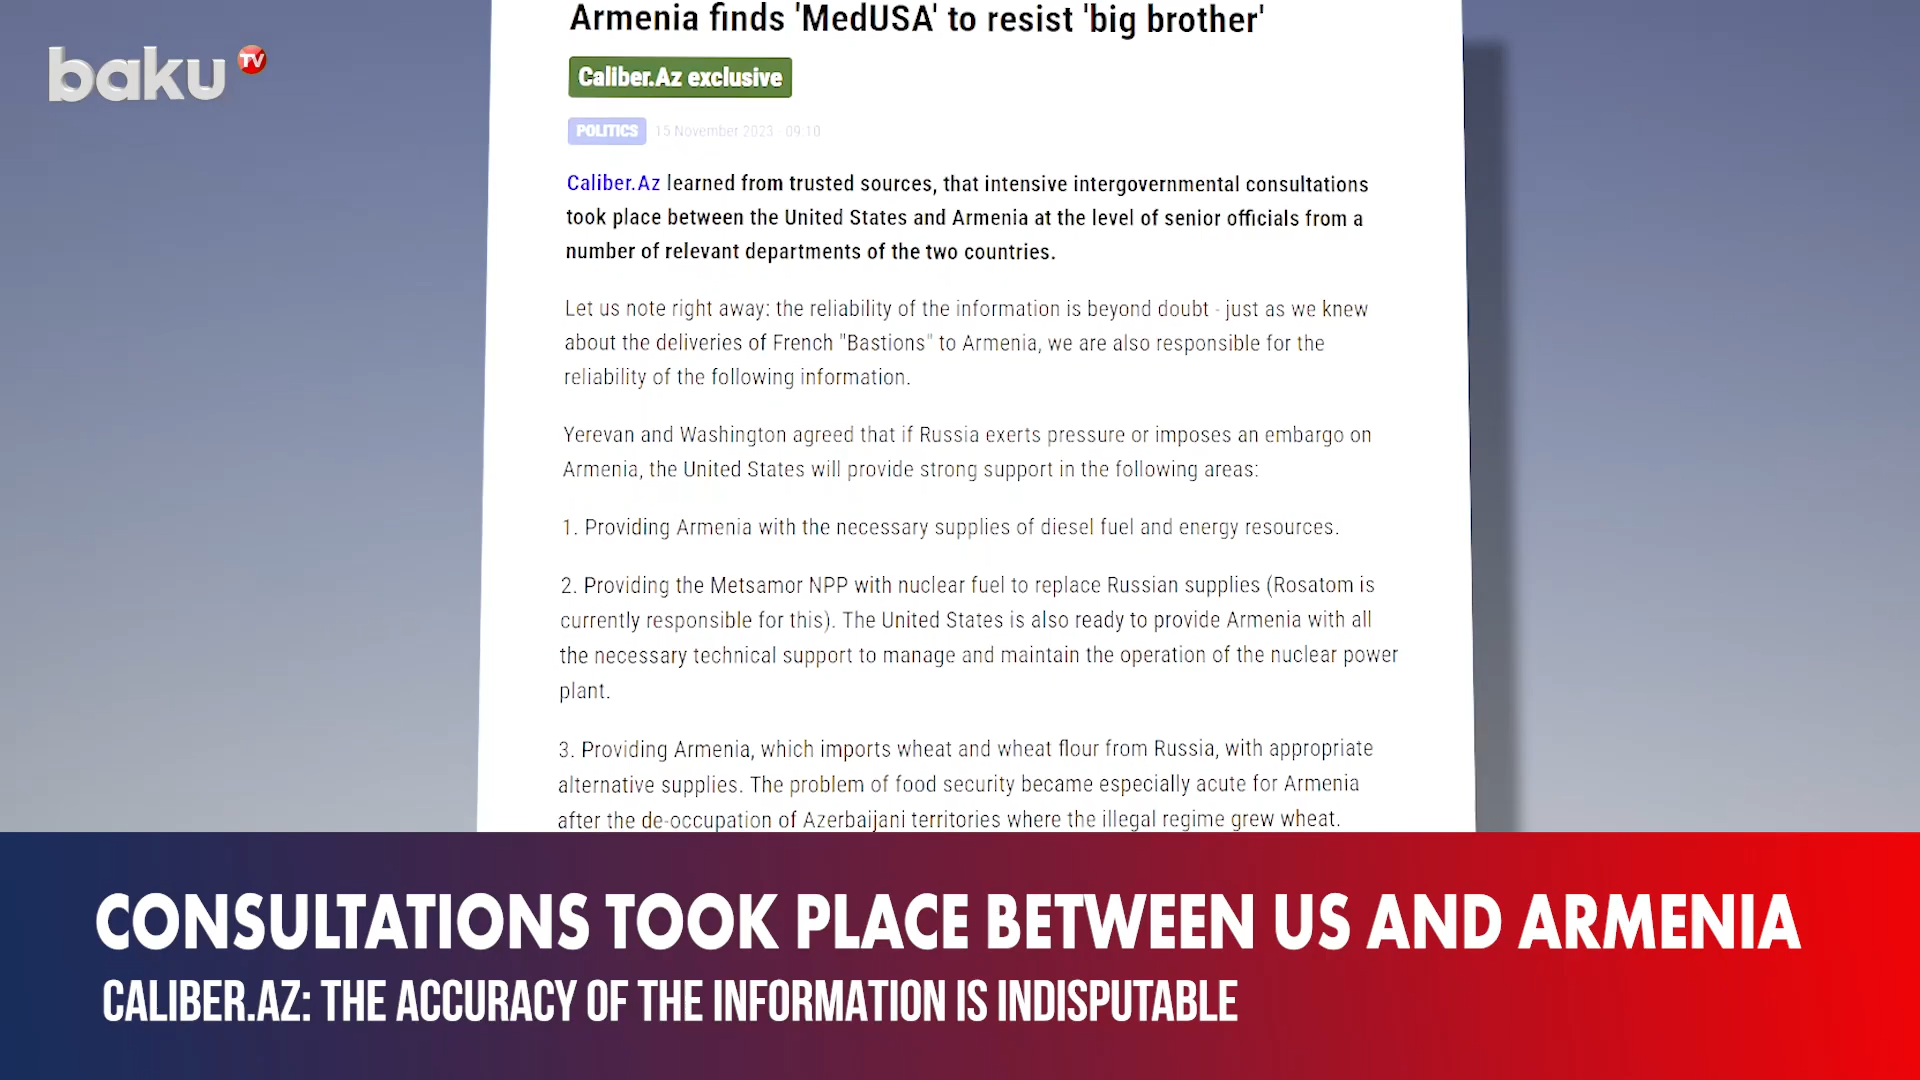 baku TV
Armenia finds 'MedUSA' to resist 'big brother'
Caliber.Az exclusive
POLITICS 15 November 2023 - 09:10
Caliber.Az learned from trusted sources, that intensive intergovernmental consultations
took place between the United States and Armenia at the level of senior officials from a
number of relevant departments of the two countries.
Let us note right away: the reliability of the information is beyond doubt - just as we knew
about the deliveries of French "Bastions" to Armenia, we are also responsible for the
reliability of the following information.
Yerevan and Washington agreed that if Russia exerts pressure or imposes an embargo on
Armenia, the United States will provide strong support in the following areas:
1. Providing Armenia with the necessary supplies of diesel fuel and energy resources.
2. Providing the Metsamor NPP with nuclear fuel to replace Russian supplies (Rosatom is
currently responsible for this). The United States is also ready to provide Armenia with all
the necessary technical support to manage and maintain the operation of the nuclear power
plant.
3. Providing Armenia, which imports wheat and wheat flour from Russia, with appropriate
alternative supplies. The problem of food security became especially acute for Armenia
after the de-occupation of Azerbaijani territories where the illegal regime grew wheat.
CONSULTATIONS TOOK PLACE BETWEEN US AND ARMENIA
CALIBER.AZ: THE ACCURACY OF THE INFORMATION IS INDISPUTABLE